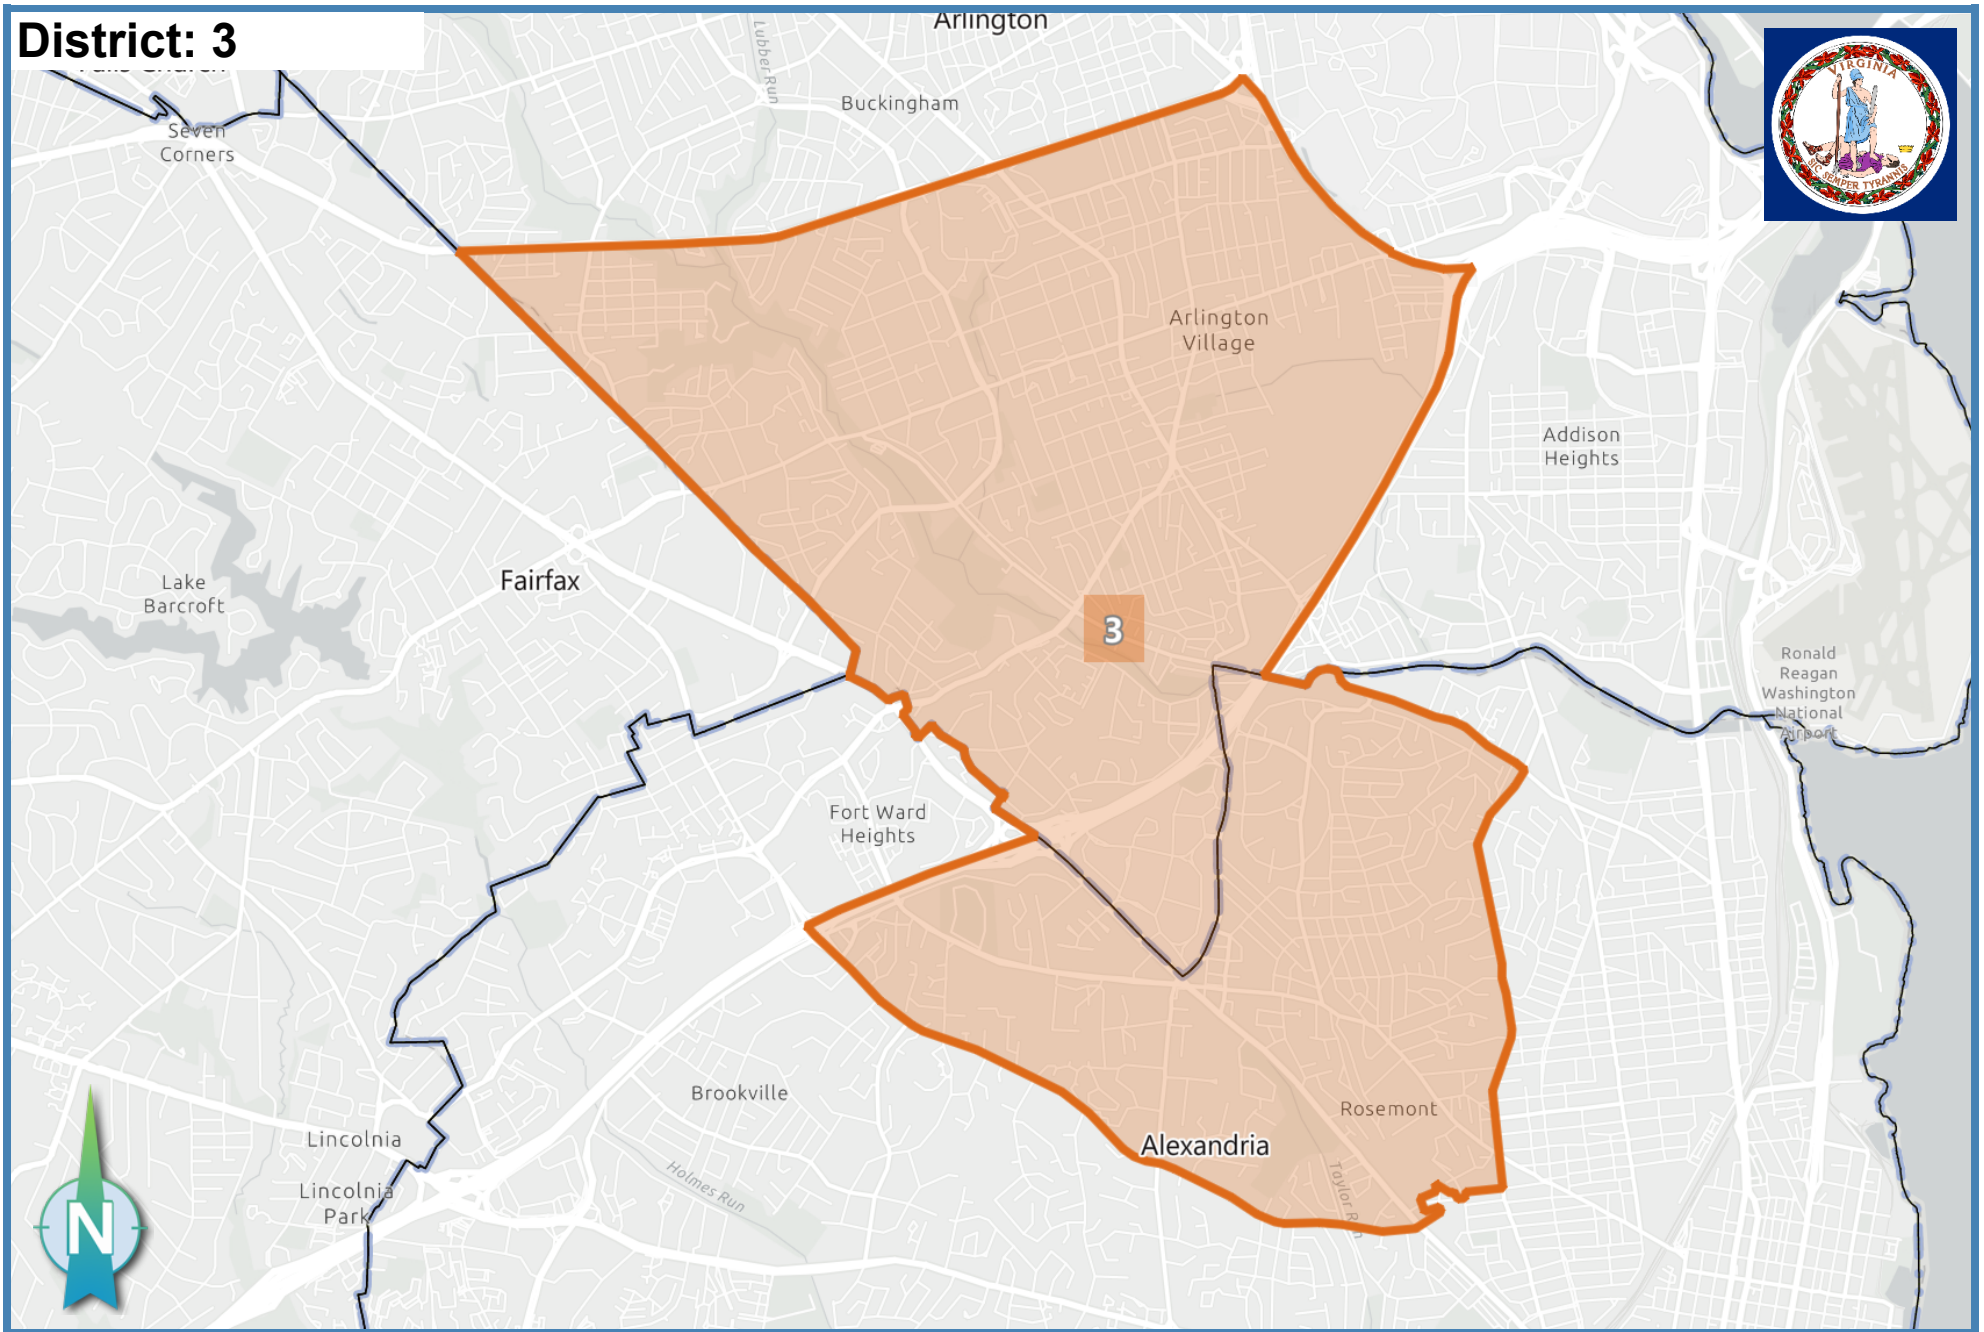 District: 3
Arlington
Falls Church
Lubber Run
Buckingham
VIRGINIA
SIC SEMPER TYRANNIS
Seven
Corners
Arlington
Village
Addison
Heights
Lake
Barcroft
Fairfax
3
Ronald
Reagan
Washington
National
Airport
Fort Ward
Heights
Brookville
Rosemont
Lincolnia
Alexandria
Lincolnia
Park
Holmes Run
Taylor Run
N